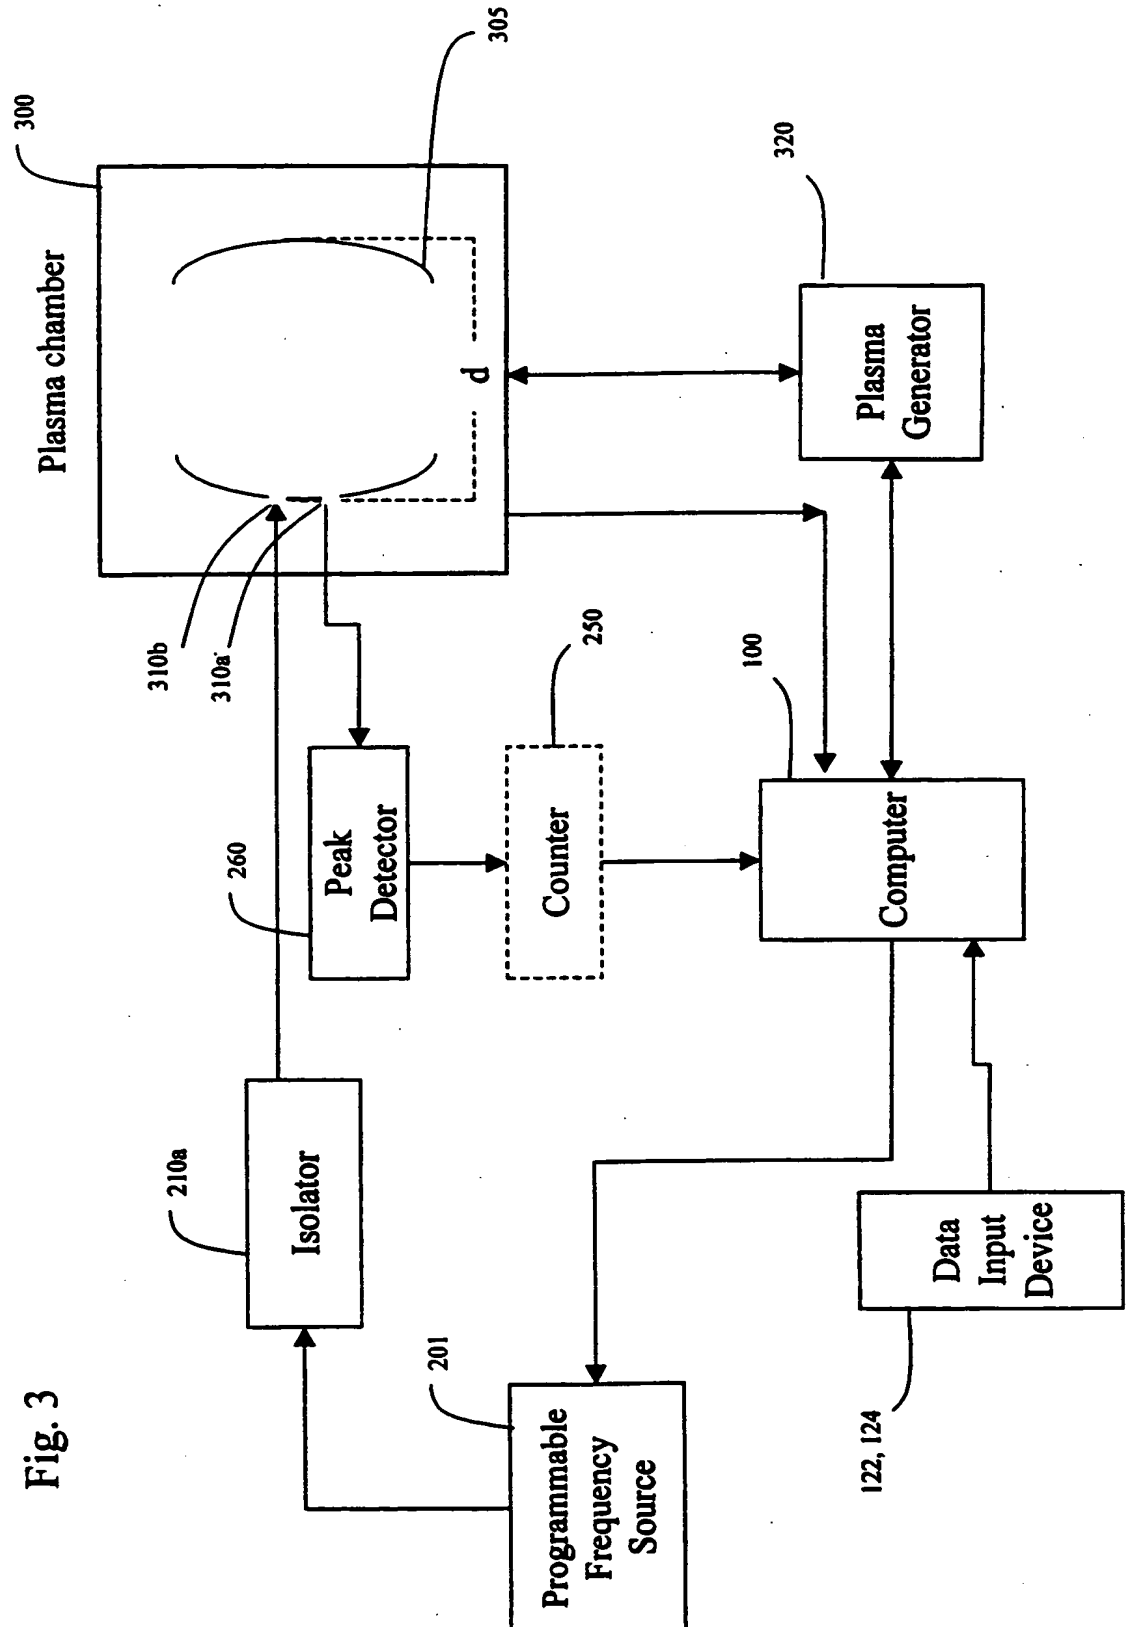 Fig. 3
Plasma chamber
300
305
310b
310a
d
210a
Isolator
260
Peak
Detector
250
Counter
320
Plasma
Generator
201
Programmable
Frequency
Source
100
Computer
Data
Input
Device
122, 124